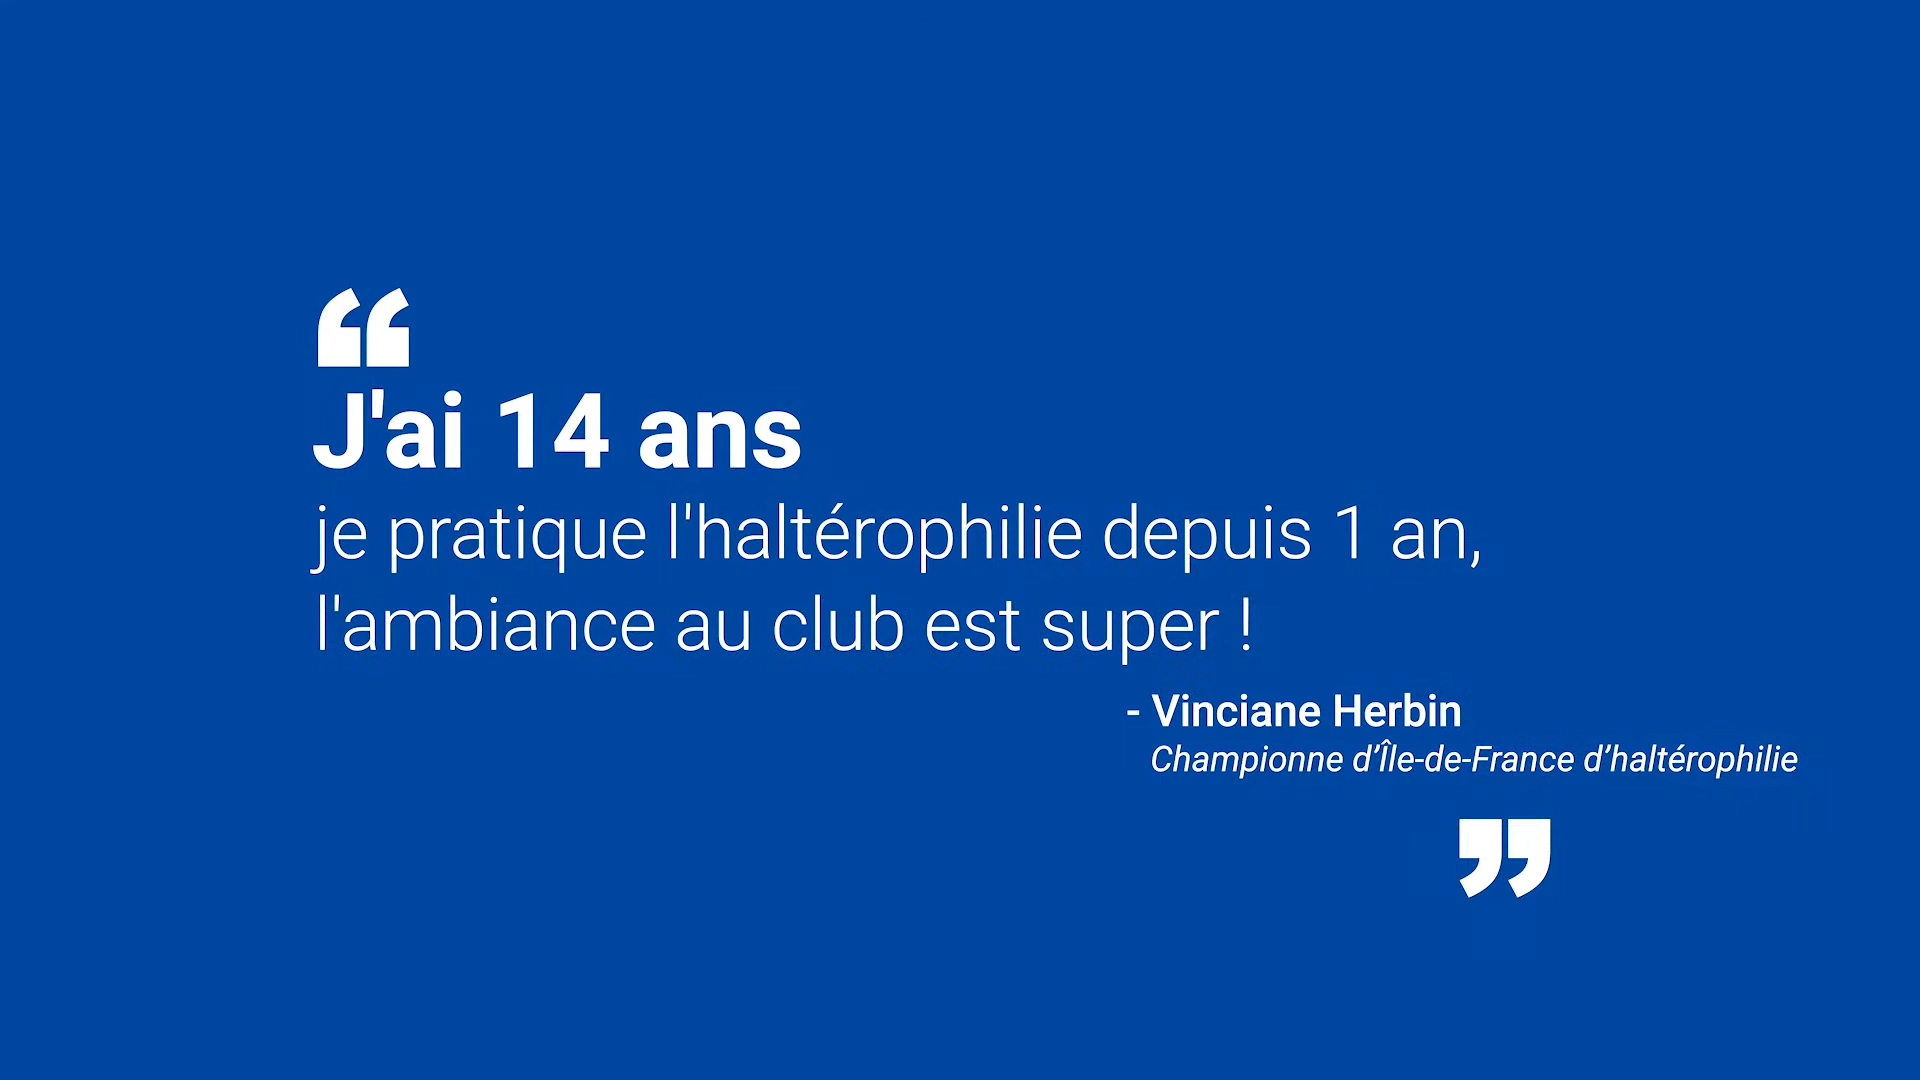 “
J'ai 14 ans
je pratique l'haltérophilie depuis 1 an,
l'ambiance au club est super !
- Vinciane Herbin
Championne d’Île-de-France d’haltérophilie
”